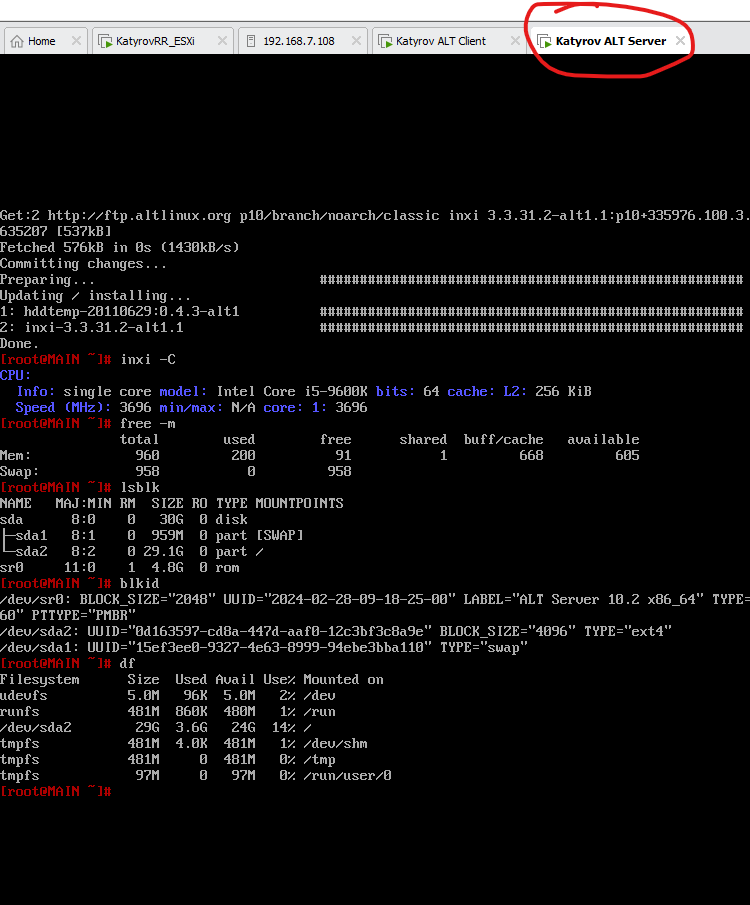 Home KatyrovRR_ESXi 192.168.7.108 Katyrov ALT Client Katyrov ALT Server
Get:2 http://ftp.altlinux.org p10/branch/noarch/classic inxi 3.3.31.2-alt1.1:p10+335976.100.3.
635207 [537kB]
Fetched 576kB in 0s (1430kB/s)
Committing changes...
Preparing... #####################################################
Updating / installing...
1: hddtemp-20110629:0.4.3-alt1 #####################################################
2: inxi-3.3.31.2-alt1.1 #####################################################
Done.
[root@MAIN ~]# inxi -C
CPU:
Info: single core model: Intel Core i5-9600K bits: 64 cache: L2: 256 KiB
Speed (MHz): 3696 min/max: N/A core: 1: 3696
[root@MAIN ~]# free -m
total used free shared buff/cache available
Mem: 960 200 91 1 668 605
Swap: 958 0 958
[root@MAIN ~]# lsblk
NAME MAJ:MIN RM SIZE RO TYPE MOUNTPOINTS
sda 8:0 0 30G 0 disk
├─sda1 8:1 0 959M 0 part [SWAP]
└─sda2 8:2 0 29.1G 0 part /
sr0 11:0 1 4.8G 0 rom
[root@MAIN ~]# blkid
/dev/sr0: BLOCK_SIZE="2048" UUID="2024-02-28-09-18-25-00" LABEL="ALT Server 10.2 x86_64" TYPE=
60" PTTYPE="PMBR"
/dev/sda2: UUID="0d163597-cd8a-447d-aaf0-12c3bf3c8a9e" BLOCK_SIZE="4096" TYPE="ext4"
/dev/sda1: UUID="15ef3ee0-9327-4e63-8999-94ebe3bba110" TYPE="swap"
[root@MAIN ~]# df
Filesystem Size Used Avail Use% Mounted on
udevfs 5.0M 96K 5.0M 2% /dev
runfs 481M 860K 480M 1% /run
/dev/sda2 29G 3.6G 24G 14% /
tmpfs 481M 4.0K 481M 1% /dev/shm
tmpfs 481M 0 481M 0% /tmp
tmpfs 97M 0 97M 0% /run/user/0
[root@MAIN ~]#